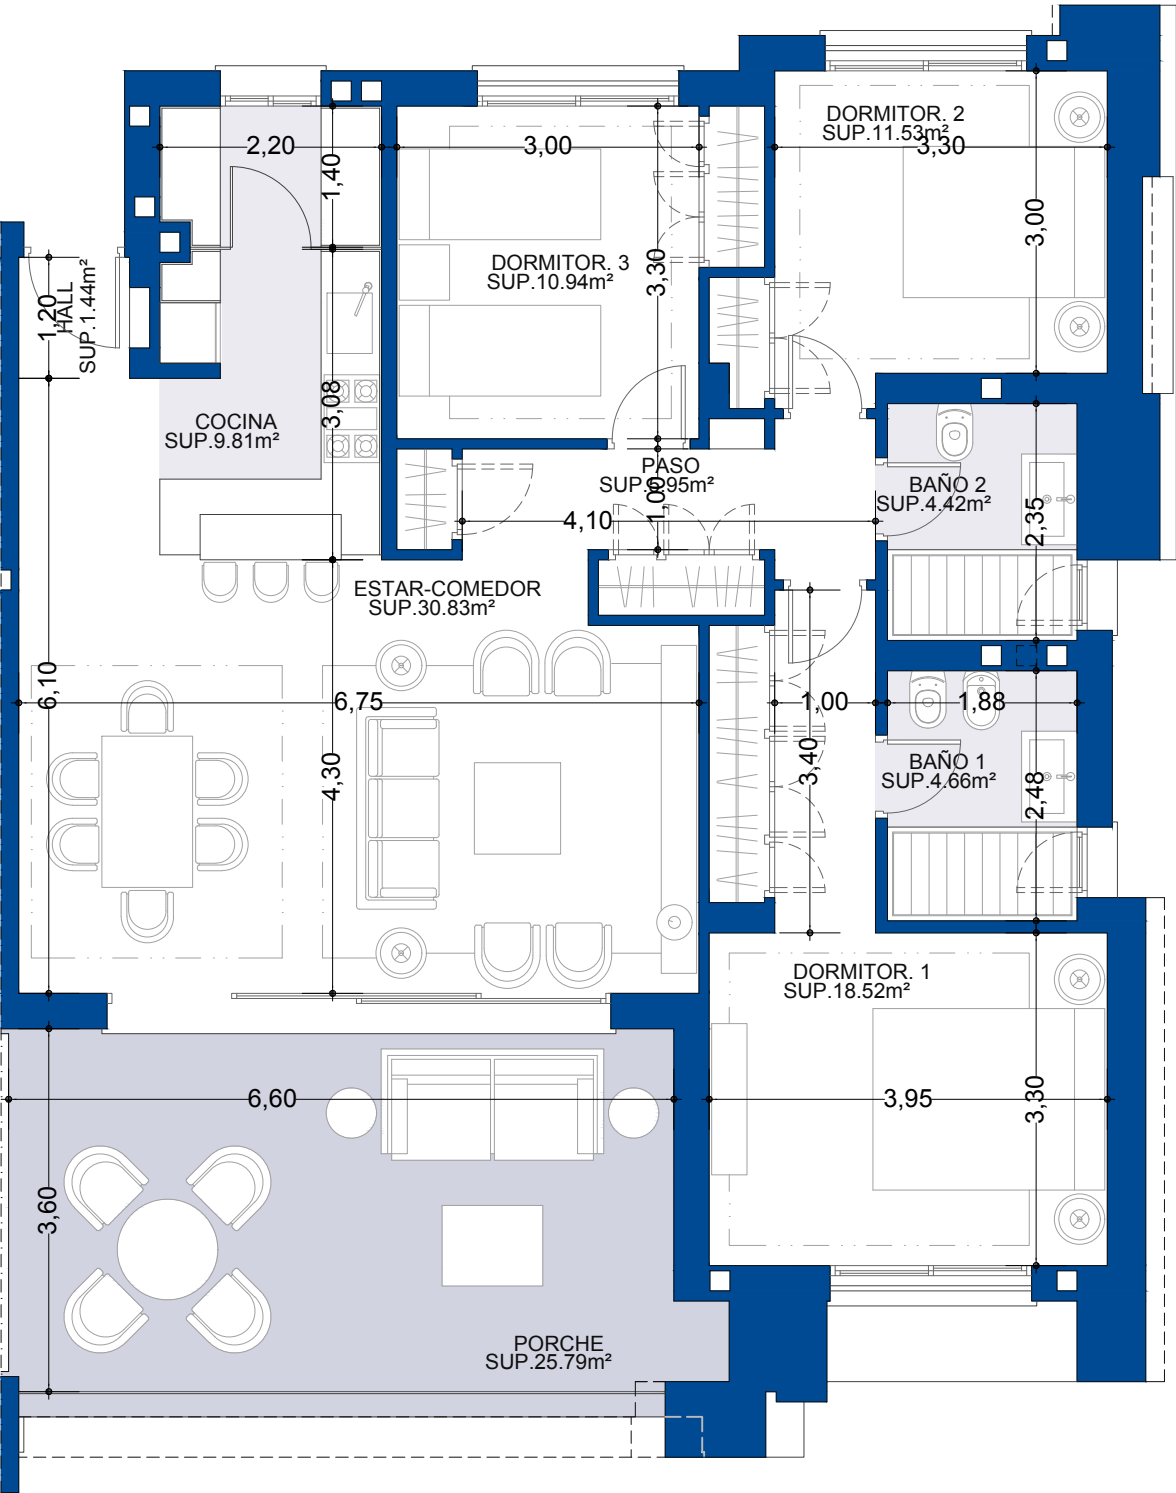 DORMITOR. 2
SUP.11.53m²
3,30
2,20
3,00
1,40
3,00
DORMITOR. 3
SUP.10.94m²
3,30
1,20
HALL
SUP.1.44m²
3,08
COCINA
SUP.9.81m²
PASO
1,00
BAÑO 2
SUP.4.42m²
4,10
2,35
ESTAR-COMEDOR
SUP.30.83m²
6,10
6,75
1,00
1,88
4,30
3,40
BAÑO 1
SUP.4.66m²
2,48
DORMITOR. 1
SUP.18.52m²
6,60
3,95
3,30
3,60
PORCHE
SUP.25.79m²